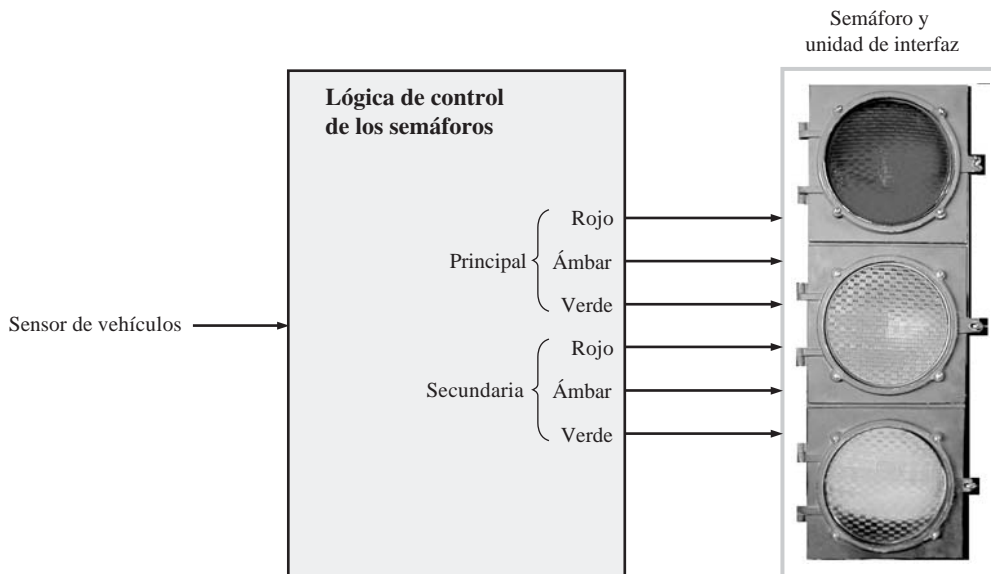 Semáforo y
unidad de interfaz
Lógica de control
de los semáforos
Principal
Rojo
Ámbar
Verde
Sensor de vehículos
Secundaria
Rojo
Ámbar
Verde